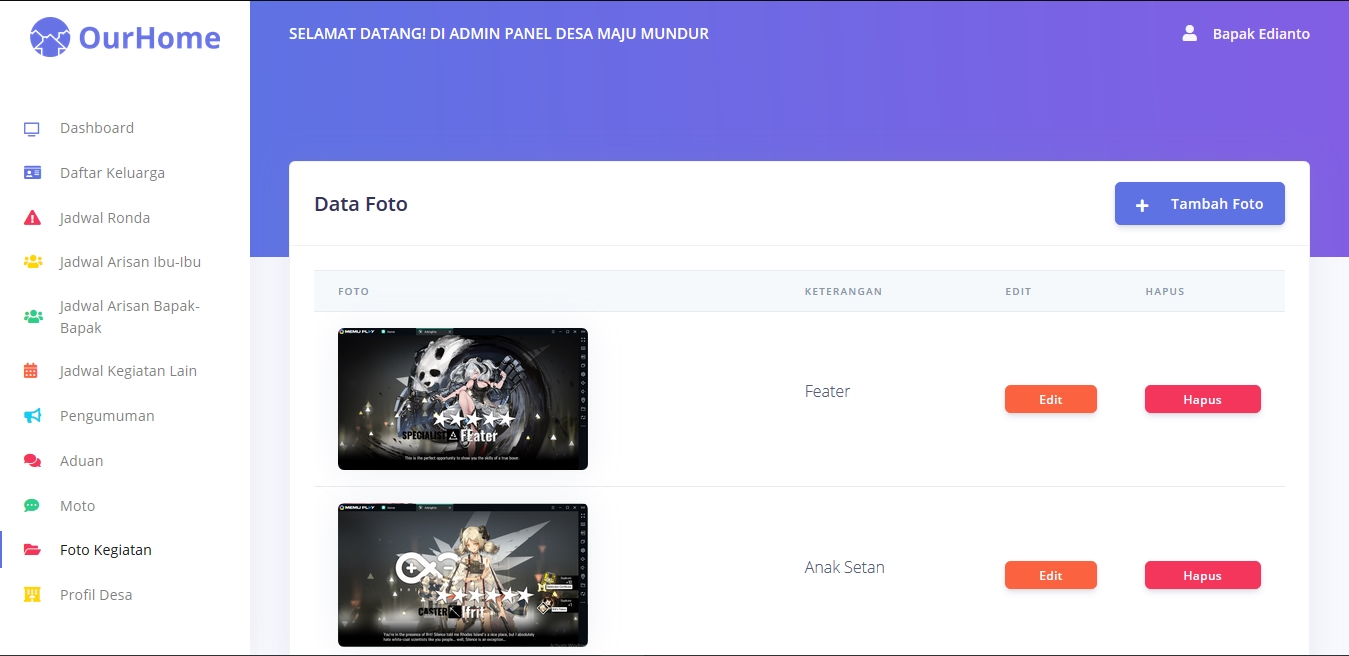 OurHome
SELAMAT DATANG! DI ADMIN PANEL DESA MAJU MUNDUR
Bapak Edianto
Dashboard
Daftar Keluarga
Jadwal Ronda
Jadwal Arisan Ibu-Ibu
Jadwal Arisan Bapak-
Bapak
Jadwal Kegiatan Lain
Pengumuman
Aduan
Moto
Foto Kegiatan
Profil Desa
Data Foto
+ Tambah Foto
FOTO KETERANGAN EDIT HAPUS
MEMU PLAY
SPECIALIST FEater
This is the perfect opportunity to show you the skills of a true boxer.
Feater
Edit
Hapus
MEMU PLAY
CASTER Ifrit
You're in the presence of Ifrit! Silence told me Rhodes Island's a nice place, but I absolutely
hate white-coat scientists like you people... well, Silence is an exception...
Anak Setan
Edit
Hapus